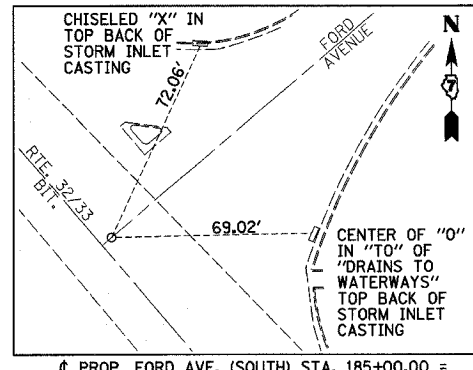 CHISELED "X" IN
TOP BACK OF
STORM INLET
CASTING
FORD
AVENUE
N
7
72.06'
RTE. 32/33
BIT.
69.02'
CENTER OF "O"
IN "TO" OF
"DRAINS TO
WATERWAYS"
TOP BACK OF
STORM INLET
CASTING
℄ PROP. FORD AVE. (SOUTH) STA. 185+00.00 =